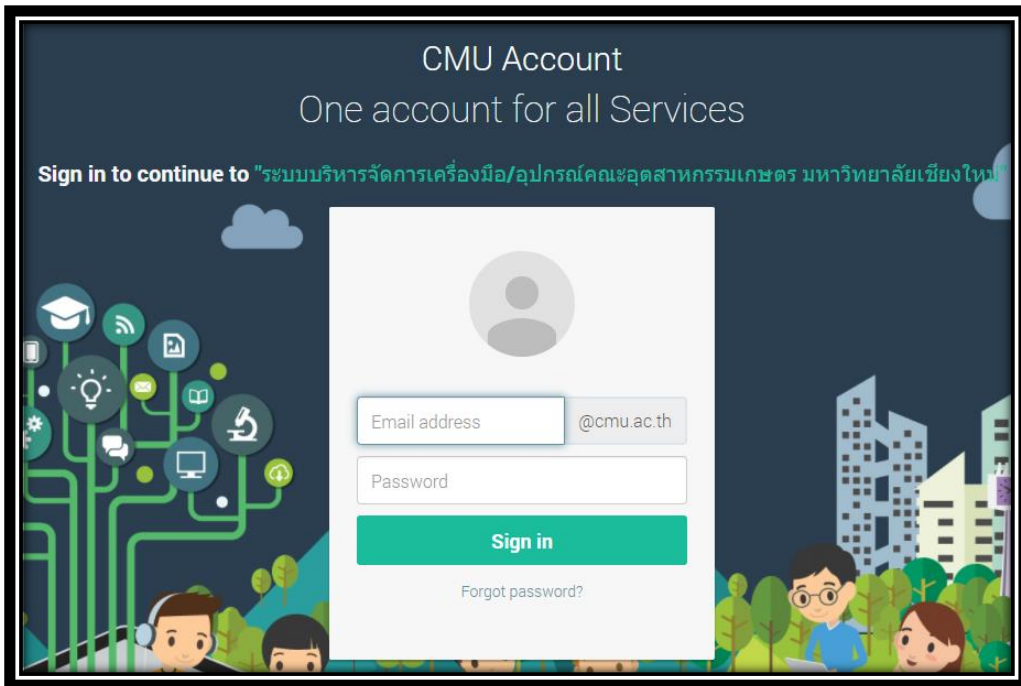 CMU Account
One account for all Services
Sign in to continue to "ระบบบริหารจัดการเครื่องมือ/อุปกรณ์คณะอุตสาหกรรมเกษตร มหาวิทยาลัยเชียงใหม่"
Email address @cmu.ac.th
Password
Sign in
Forgot password?